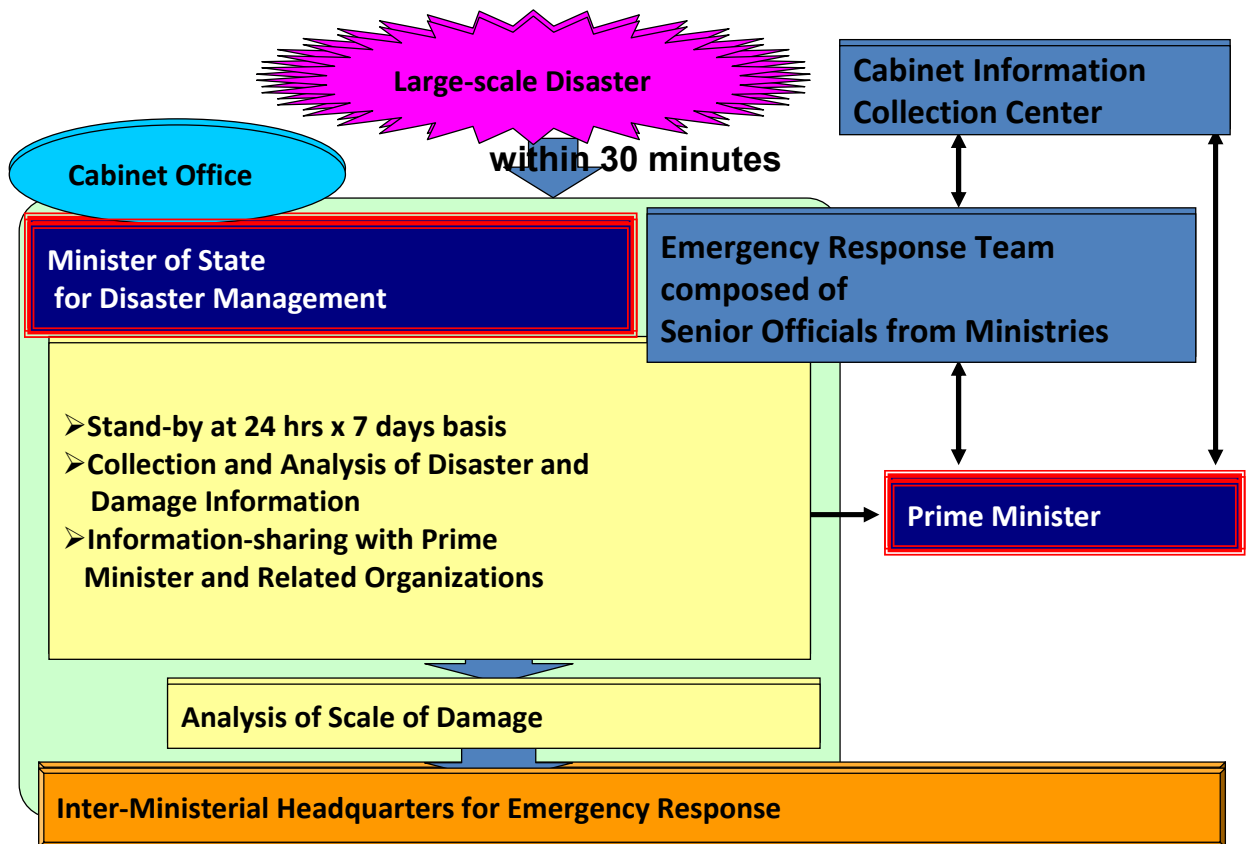 Large-scale Disaster
within 30 minutes
Cabinet Information
Collection Center
Cabinet Office
Minister of State
for Disaster Management
Emergency Response Team
composed of
Senior Officials from Ministries
➢Stand-by at 24 hrs x 7 days basis
➢Collection and Analysis of Disaster and
Damage Information
➢Information-sharing with Prime
Minister and Related Organizations
Prime Minister
Analysis of Scale of Damage
Inter-Ministerial Headquarters for Emergency Response